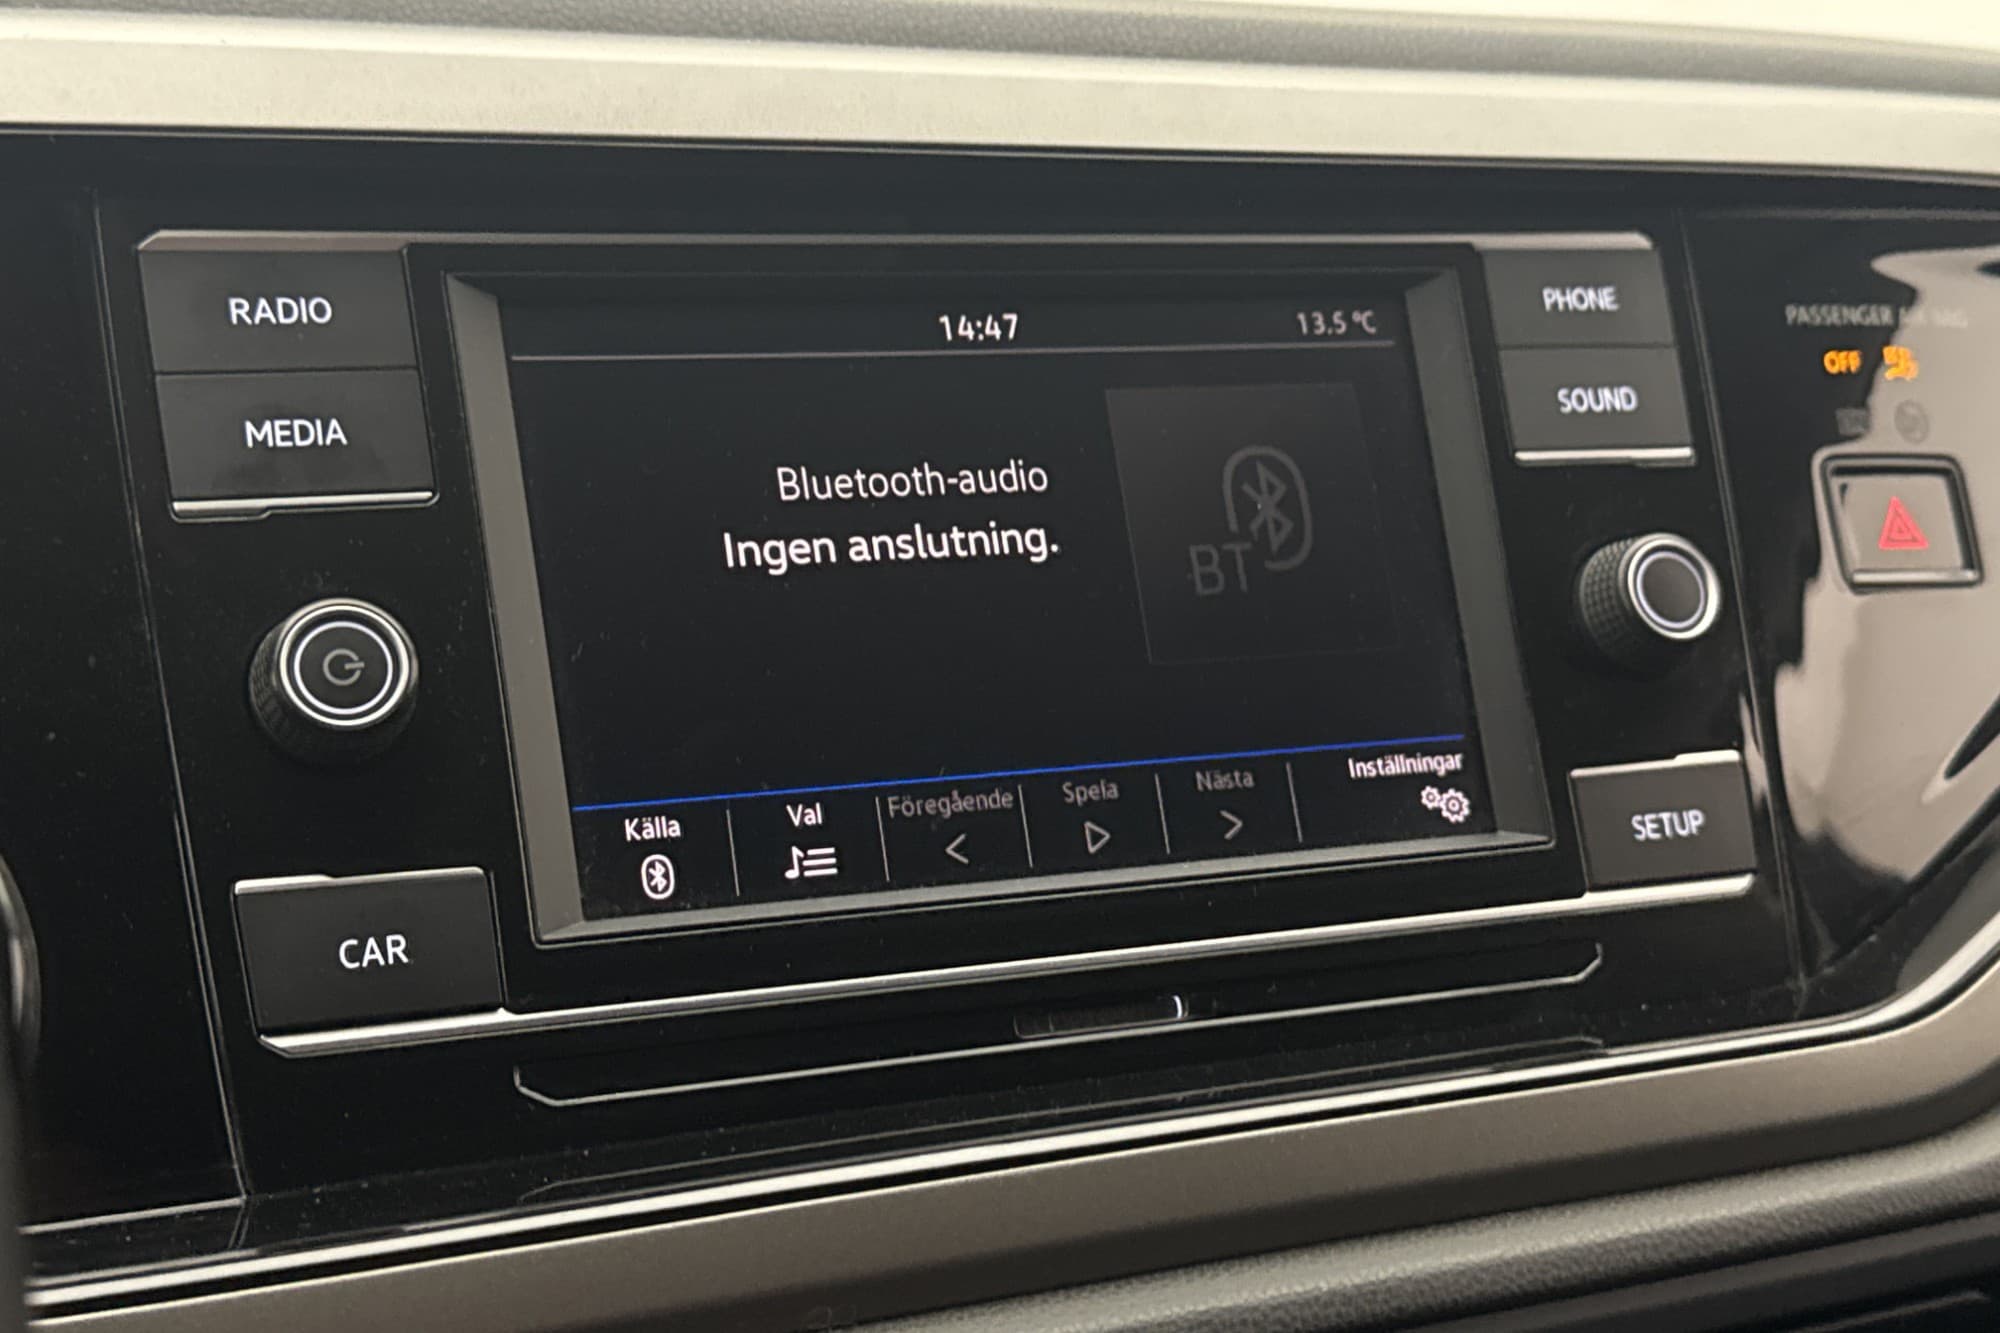 RADIO
MEDIA
CAR
14:47
13.5 °C
Bluetooth-audio
Ingen anslutning.
BT
Källa
Val
Föregående
Spela
Nästa
Inställningar
PHONE
SOUND
SETUP
PASSENGER
OFF